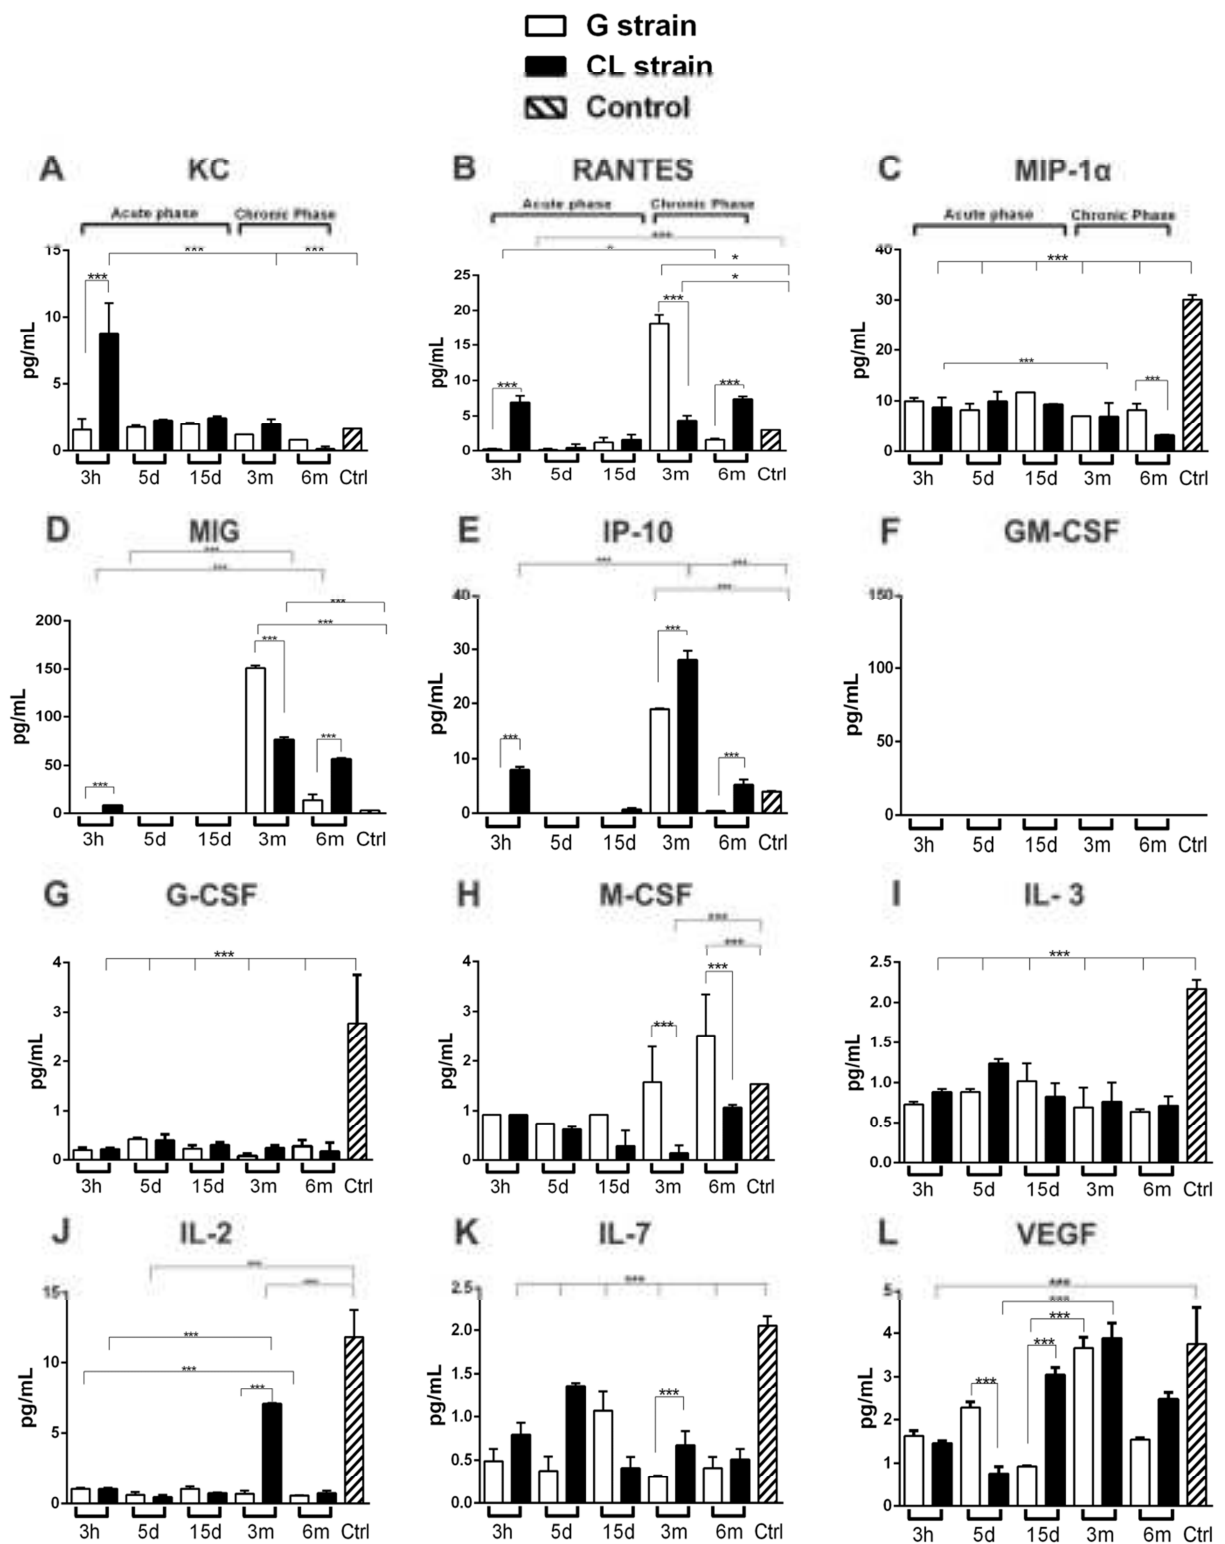 G strain
CL strain
Control
A KC
B RANTES
C MIP-1α
Acute phase Chronic Phase
Acute phase Chronic Phase
Acute phase Chronic Phase
*** ***
***
pg/mL
15
10
5
0
3h 5d 15d 3m 6m Ctrl
***
*
*
*
*** *** ***
pg/mL
25
20
15
10
5
0
3h 5d 15d 3m 6m Ctrl
***
***
***
pg/mL
40
30
20
10
0
3h 5d 15d 3m 6m Ctrl
D MIG
E IP-10
F GM-CSF
***
***
***
***
***
***
***
pg/mL
200
150
100
50
0
3h 5d 15d 3m 6m Ctrl
*** ***
***
***
***
***
pg/mL
40
30
20
10
0
3h 5d 15d 3m 6m Ctrl
pg/mL
150
100
50
0
3h 5d 15d 3m 6m Ctrl
G G-CSF
H M-CSF
I IL- 3
***
pg/mL
4
3
2
1
0
3h 5d 15d 3m 6m Ctrl
***
***
***
***
pg/mL
4
3
2
1
0
3h 5d 15d 3m 6m Ctrl
***
pg/mL
2.5
2.0
1.5
1.0
0.5
0.0
3h 5d 15d 3m 6m Ctrl
J IL-2
K IL-7
L VEGF
***
***
***
***
***
pg/mL
15
10
5
0
3h 5d 15d 3m 6m Ctrl
***
***
pg/mL
2.5
2.0
1.5
1.0
0.5
0.0
3h 5d 15d 3m 6m Ctrl
***
***
***
***
***
pg/mL
5
4
3
2
1
0
3h 5d 15d 3m 6m Ctrl